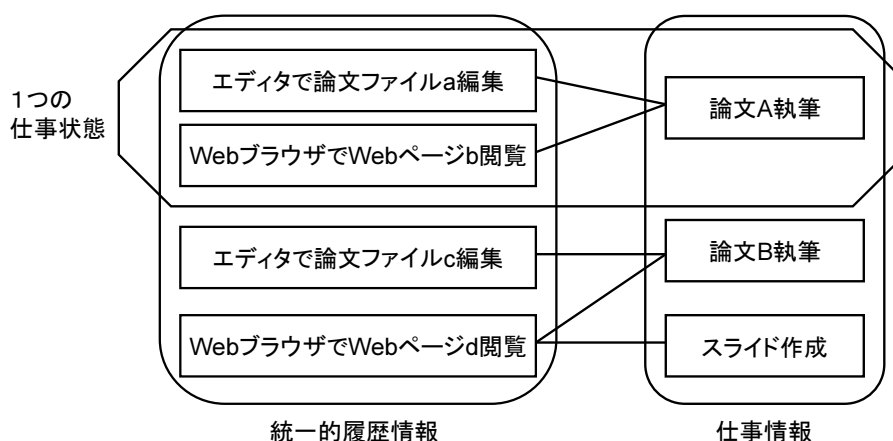 1つの
仕事状態
エディタで論文ファイルa編集
論文A執筆
WebブラウザでWebページb閲覧
エディタで論文ファイルc編集
論文B執筆
WebブラウザでWebページd閲覧
スライド作成
統一的履歴情報
仕事情報